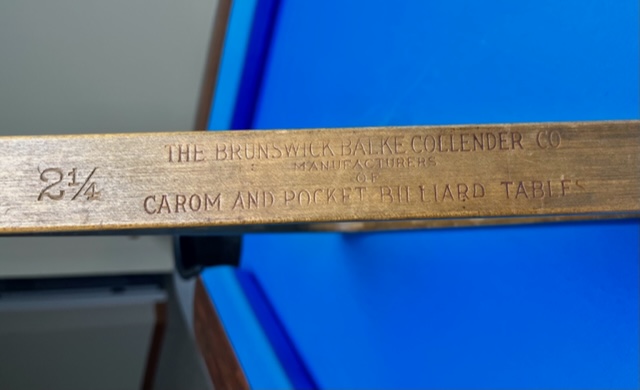 THE BRUNSWICK BALKE COLLENDER CO
MANUFACTURERS
OF
2¼
CAROM AND POCKET BILLIARD TABLES